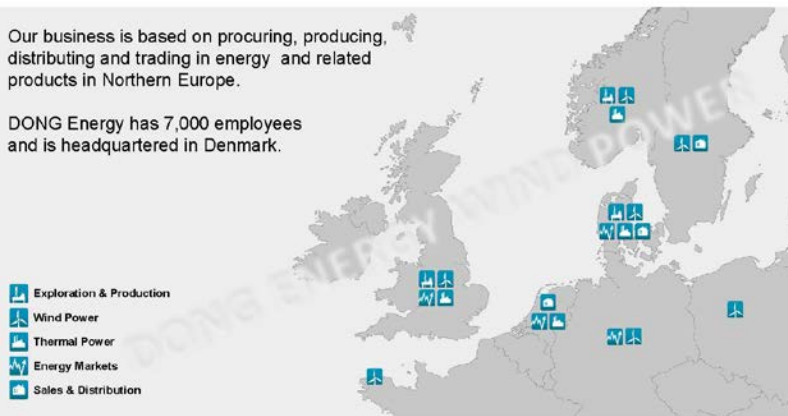 Our business is based on procuring, producing,
distributing and trading in energy and related
products in Northern Europe.
DONG Energy has 7,000 employees
and is headquartered in Denmark.
Exploration & Production
Wind Power
Thermal Power
Energy Markets
Sales & Distribution
DONG ENERGY WIND POWER